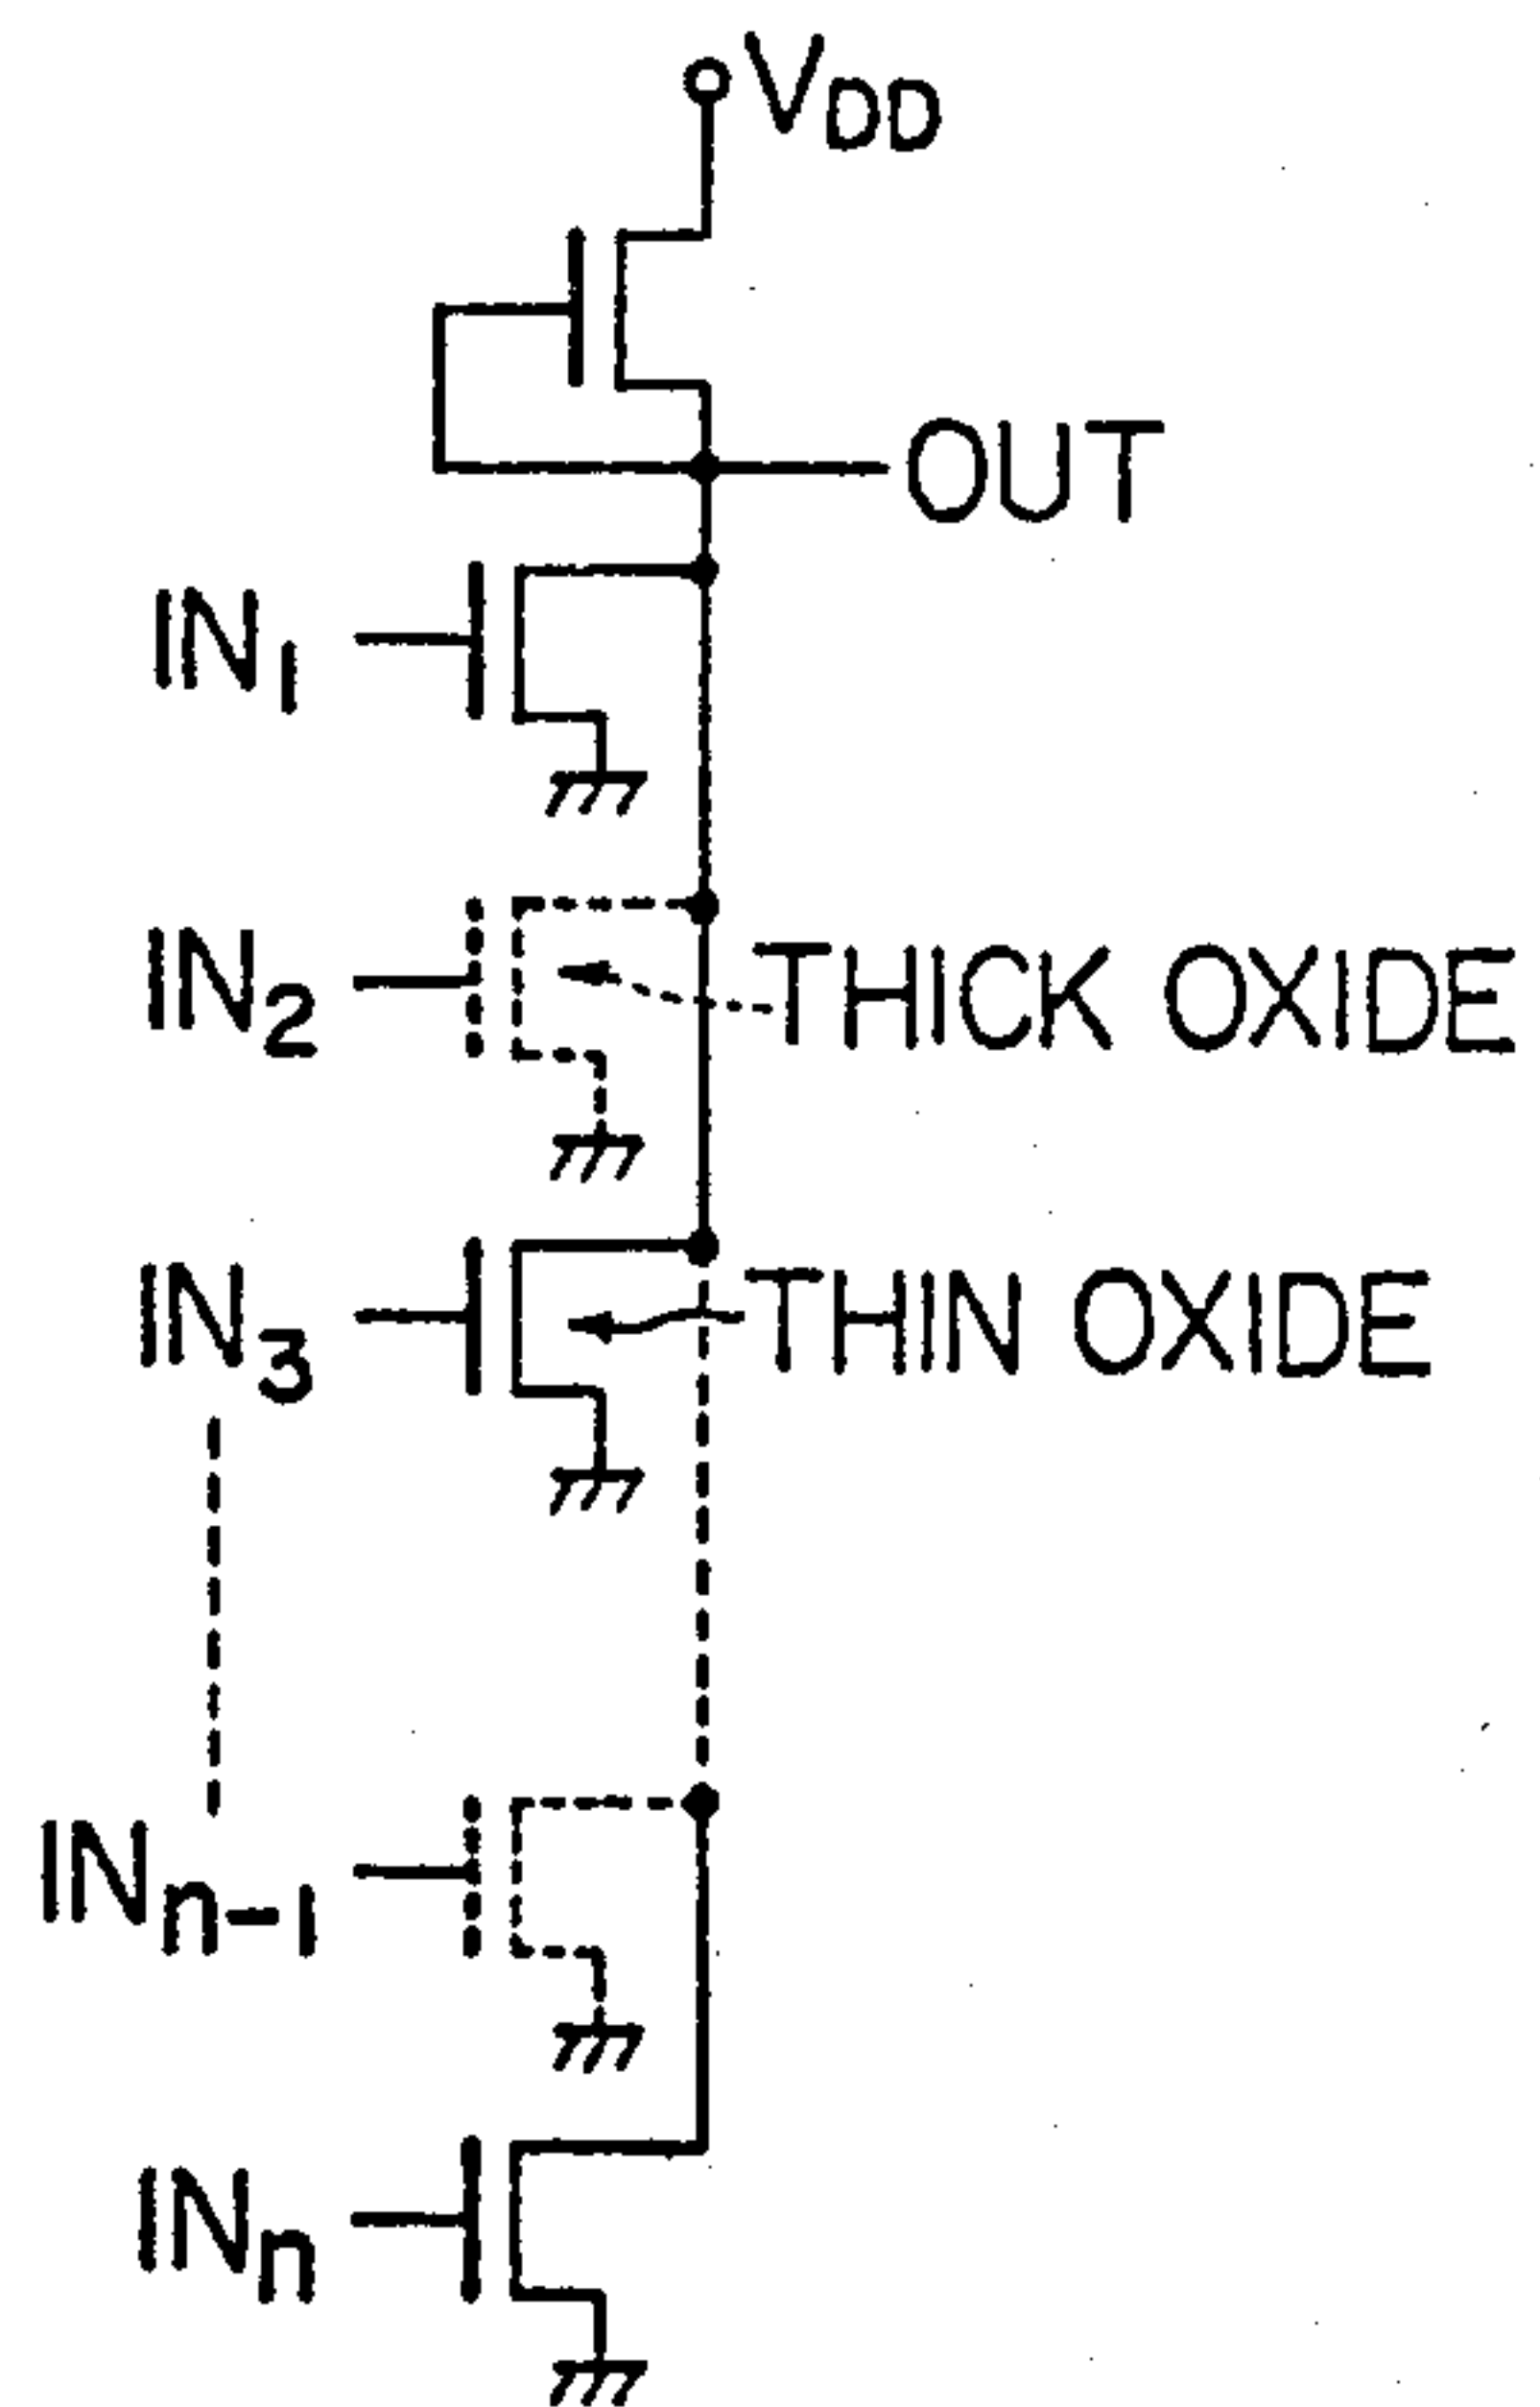 VDD
OUT
IN1
IN2
THICK OXIDE
IN3
THIN OXIDE
INn-1
INn